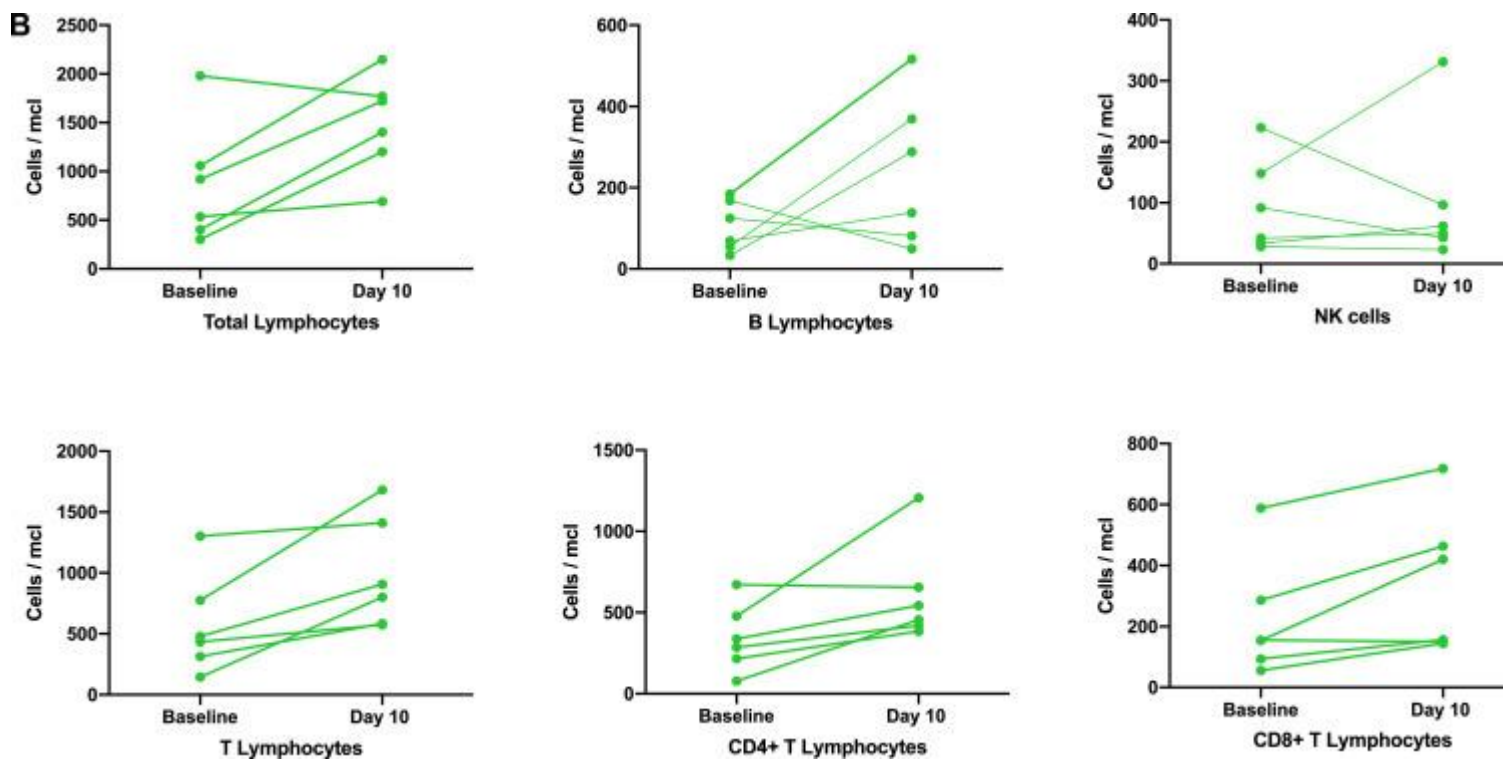 B
2500
2000
1500
1000
500
0
Cells / mcl
Baseline Day 10
Total Lymphocytes
600
400
200
0
Cells / mcl
Baseline Day 10
B Lymphocytes
400
300
200
100
0
Cells / mcl
Baseline Day 10
NK cells
2000
1500
1000
500
0
Cells / mcl
Baseline Day 10
T Lymphocytes
1500
1000
500
0
Cells / mcl
Baseline Day 10
CD4+ T Lymphocytes
800
600
400
200
0
Cells / mcl
Baseline Day 10
CD8+ T Lymphocytes